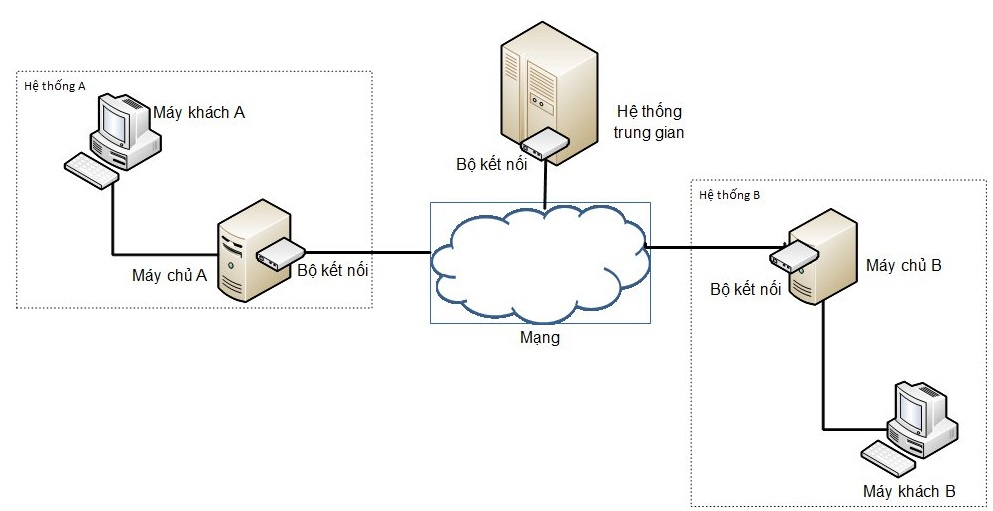 Hệ thống A
Máy khách A
Máy chủ A
Bộ kết nối
Hệ thống
trung gian
Bộ kết nối
Mạng
Hệ thống B
Máy chủ B
Bộ kết nối
Máy khách B